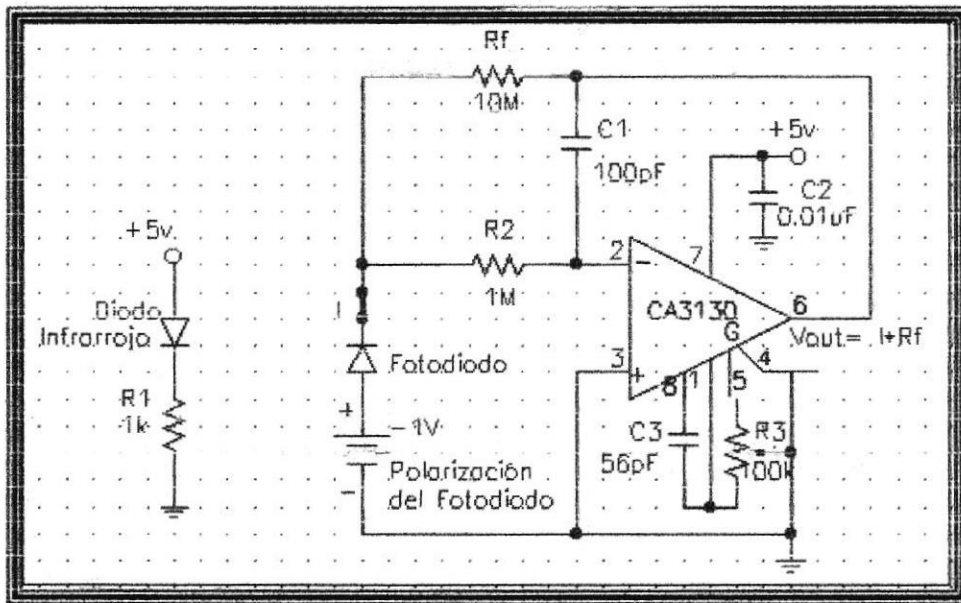 Rf
10M
C1
100pF
+5v
C2
0.01uF
R2
1M
2
7
CA3130
6
Vout= I*Rf
G
4
3
8
1
5
+5v
Diodo
Infrarrojo
R1
1k
I
Fotodiodo
+
-1V
Polarización
del Fotodiodo
-
C3
56pF
R3
100k